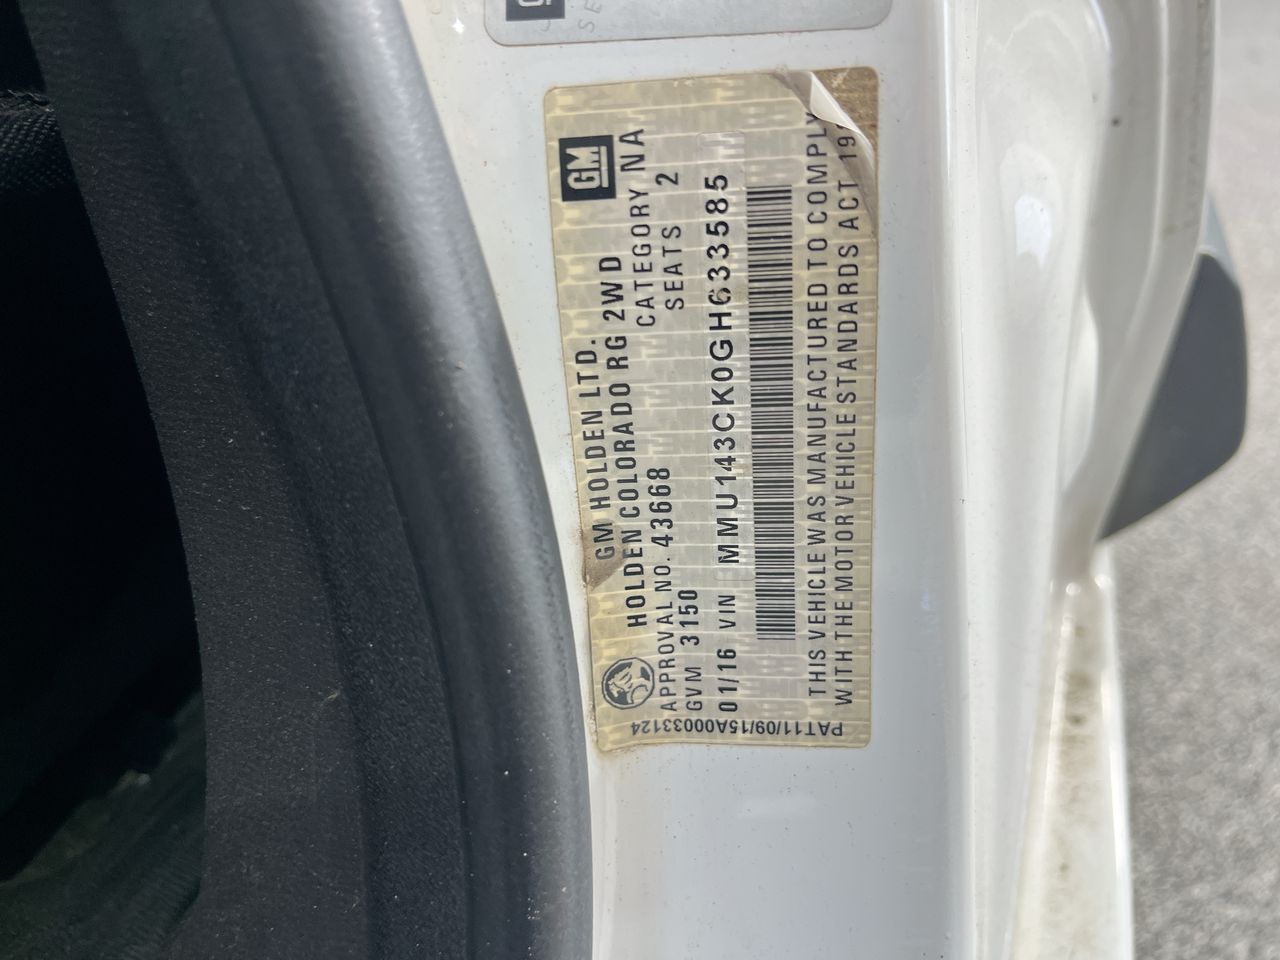 GM HOLDEN LTD.
GM
HOLDEN COLORADO RG 2WD
APPROVAL NO. 43668 CATEGORY NA
GVM 3150 SEATS 2
01/16 VIN MMU143CK0GH633585
THIS VEHICLE WAS MANUFACTURED TO COMPLY
WITH THE MOTOR VEHICLE STANDARDS ACT 19
PAT11/09/15A00033124